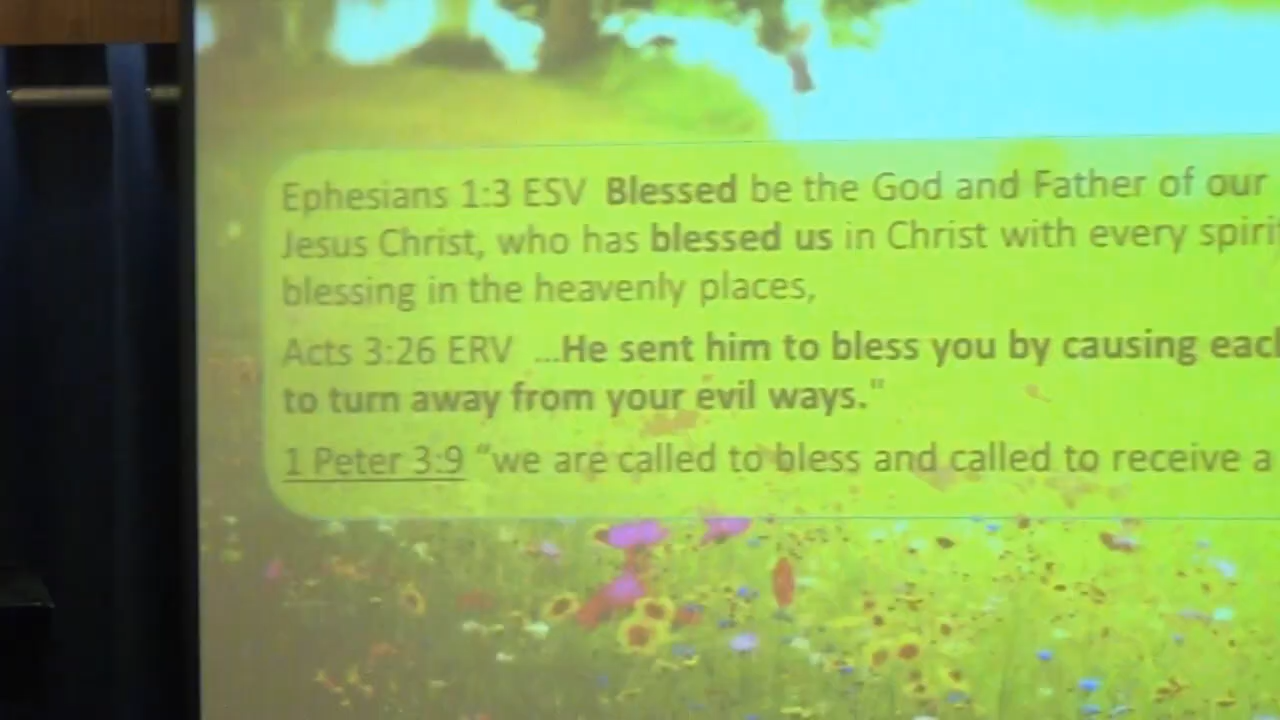 Ephesians 1:3 ESV Blessed be the God and Father of our
Jesus Christ, who has blessed us in Christ with every spirit
blessing in the heavenly places,
Acts 3:26 ERV ...He sent him to bless you by causing each
to turn away from your evil ways."
1 Peter 3:9 “we are called to bless and called to receive a